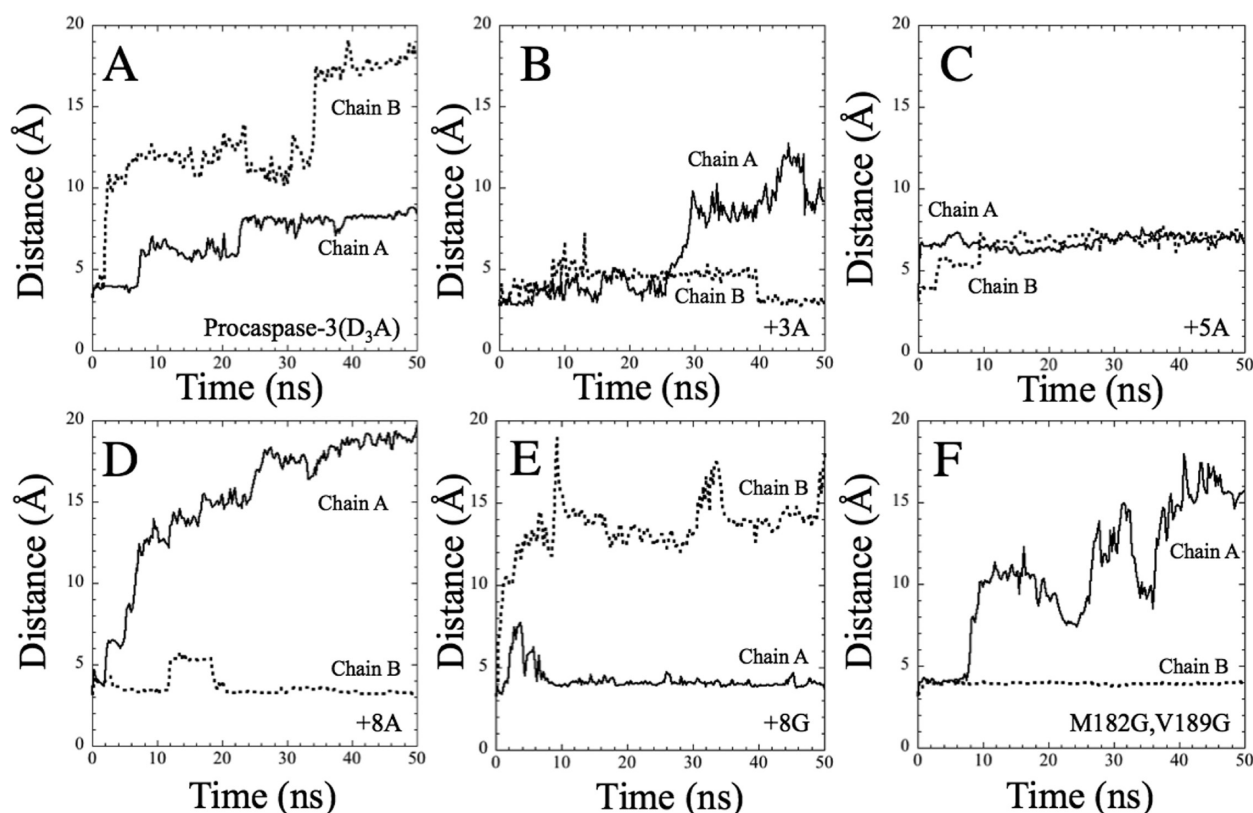 A
Distance (Å)
20
15
10
5
0
Chain B
Chain A
Procaspase-3(D₃A)
0 10 20 30 40 50
Time (ns)
B
Distance (Å)
20
15
10
5
0
Chain A
Chain B
+3A
0 10 20 30 40 50
Time (ns)
C
Distance (Å)
20
15
10
5
0
Chain A
Chain B
+5A
0 10 20 30 40 50
Time (ns)
D
Distance (Å)
20
15
10
5
0
Chain A
Chain B
+8A
0 10 20 30 40 50
Time (ns)
E
Distance (Å)
20
15
10
5
0
Chain B
Chain A
+8G
0 10 20 30 40 50
Time (ns)
F
Distance (Å)
20
15
10
5
0
Chain A
Chain B
M182G,V189G
0 10 20 30 40 50
Time (ns)